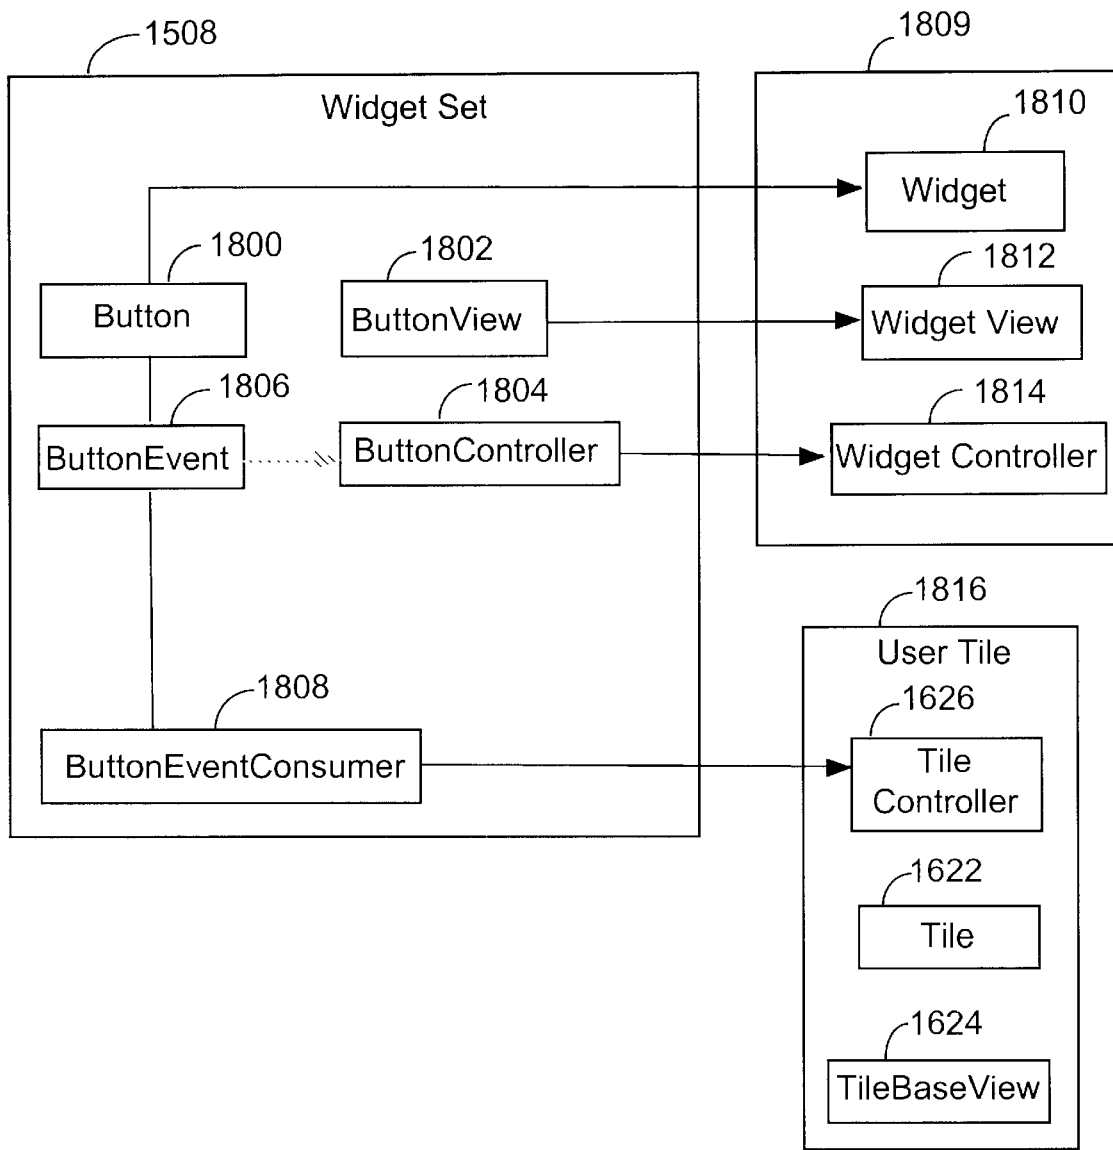 1508
Widget Set
1800
Button
1802
ButtonView
1806
ButtonEvent
1804
ButtonController
1808
ButtonEventConsumer
1809
1810
Widget
1812
Widget View
1814
Widget Controller
1816
User Tile
1626
Tile
Controller
1622
Tile
1624
TileBaseView